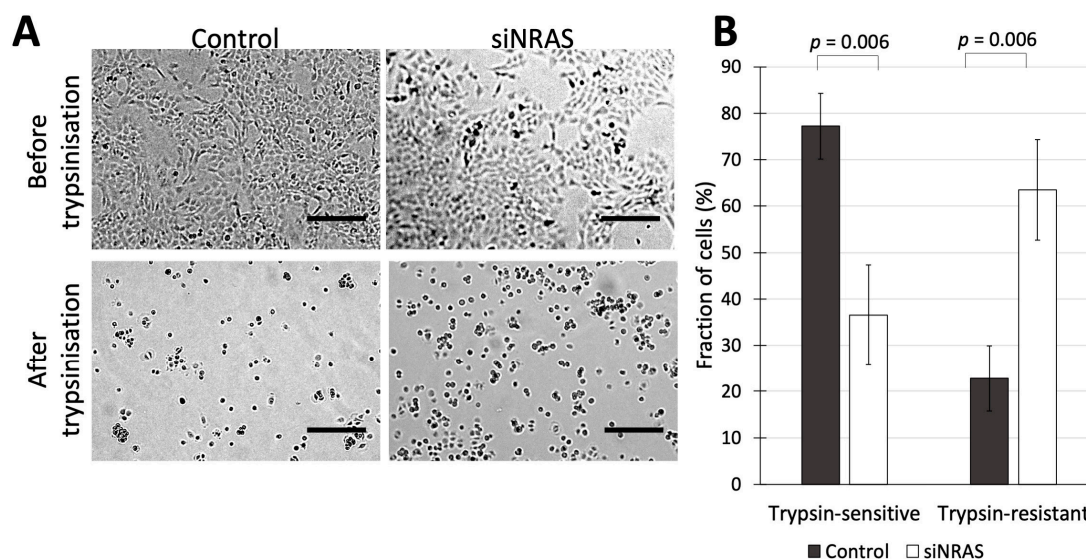 A
Control
siNRAS
Before
trypsinisation
After
trypsinisation
B
p = 0.006
p = 0.006
Fraction of cells (%)
90
80
70
60
50
40
30
20
10
0
Trypsin-sensitive
Trypsin-resistant
Control
siNRAS